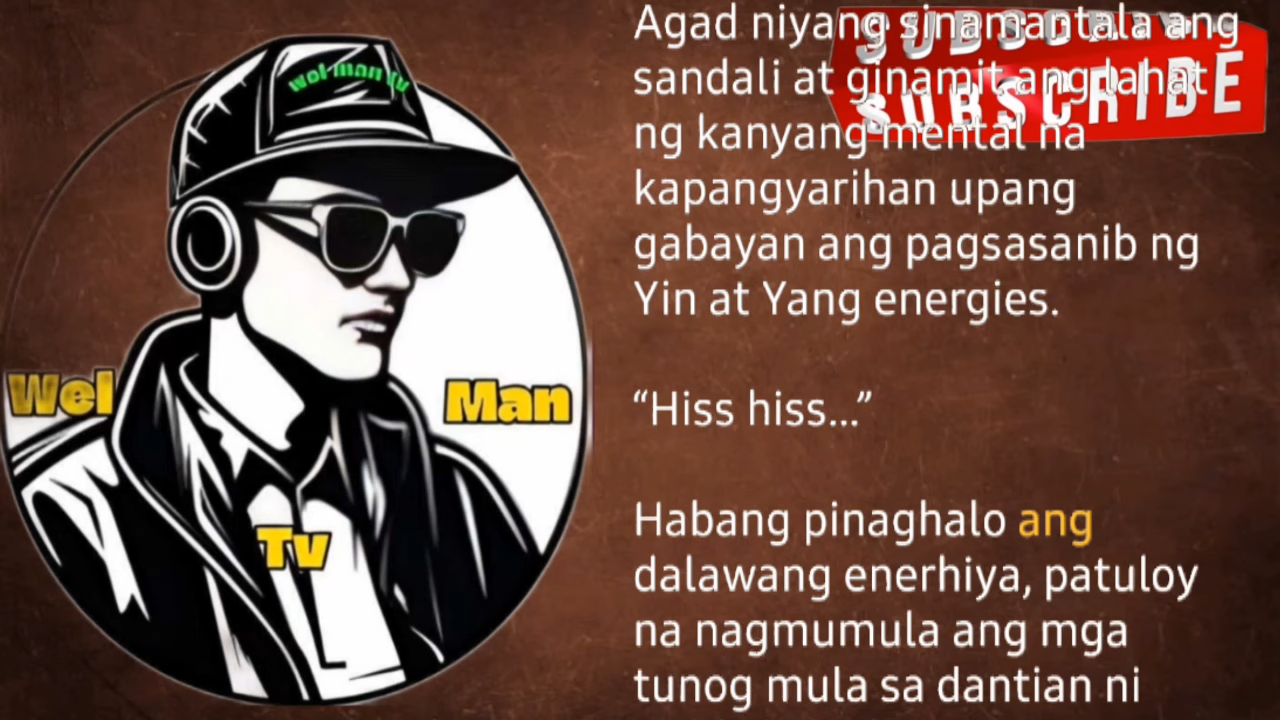 wel man tv
Wel
Man
Tv
SUBSCRIBE
SUBSCRIBE
Agad niyang sinamantala ang
sandali at ginamit ang lahat
ng kanyang mental na
kapangyarihan upang
gabayan ang pagsasanib ng
Yin at Yang energies.
“Hiss hiss...”
Habang pinaghalo ang
dalawang enerhiya, patuloy
na nagmumula ang mga
tunog mula sa dantian ni